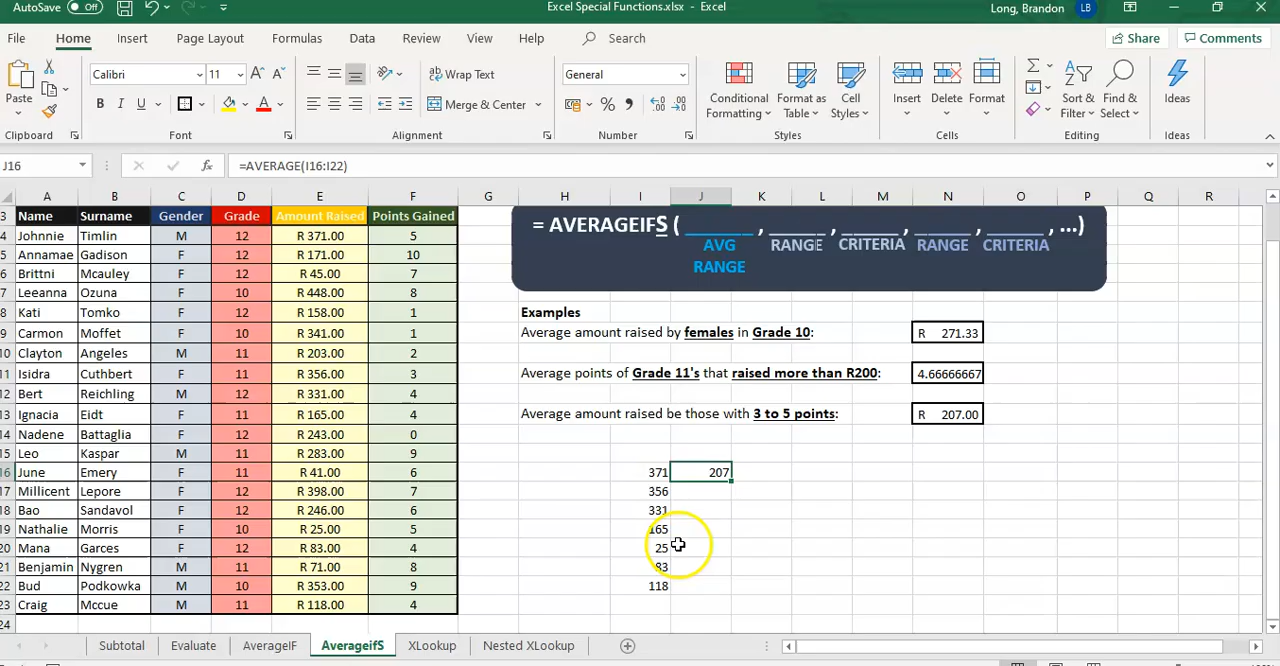 AutoSave Off Excel Special Functions.xlsx - Excel Long, Brandon LB
File Home Insert Page Layout Formulas Data Review View Help Search Share Comments
Paste Calibri 11 A A Wrap Text General Conditional Formatting Format as Table Cell Styles Insert Delete Format Sort & Filter Find & Select Ideas
B I U A Merge & Center % ,
Clipboard Font Alignment Number Styles Cells Editing Ideas
J16 fx =AVERAGE(I16:I22)
A B C D E F G H I J K L M N O P Q R
3 Name Surname Gender Grade Amount Raised Points Gained
4 Johnnie Timlin M 12 R 371.00 5
5 Annamae Gadison F 12 R 171.00 10
6 Brittni Mcauley F 12 R 45.00 7
7 Leeanna Ozuna F 10 R 448.00 8
8 Kati Tomko F 12 R 158.00 1
9 Carmon Moffet F 10 R 341.00 1
10 Clayton Angeles M 11 R 203.00 2
11 Isidra Cuthbert F 11 R 356.00 3
12 Bert Reichling M 12 R 331.00 4
13 Ignacia Eidt F 11 R 165.00 4
14 Nadene Battaglia F 12 R 243.00 0
15 Leo Kaspar M 11 R 283.00 9
16 June Emery F 11 R 41.00 6
17 Millicent Lepore F 12 R 398.00 7
18 Bao Sandavol F 12 R 246.00 6
19 Nathalie Morris F 10 R 25.00 5
20 Mana Garces F 12 R 83.00 4
21 Benjamin Nygren M 11 R 71.00 8
22 Bud Podkowka M 10 R 353.00 9
23 Craig Mccue M 11 R 118.00 4
24
= AVERAGEIFS ( ______ , ______ , ______ , ______ , ______ , ...)
AVG RANGE CRITERIA RANGE CRITERIA
RANGE
Examples
Average amount raised by females in Grade 10: R 271.33
Average points of Grade 11's that raised more than R200: 4.66666667
Average amount raised be those with 3 to 5 points: R 207.00
371 207
356
331
165
25
83
118
Subtotal Evaluate AverageIF AverageifS XLookup Nested XLookup